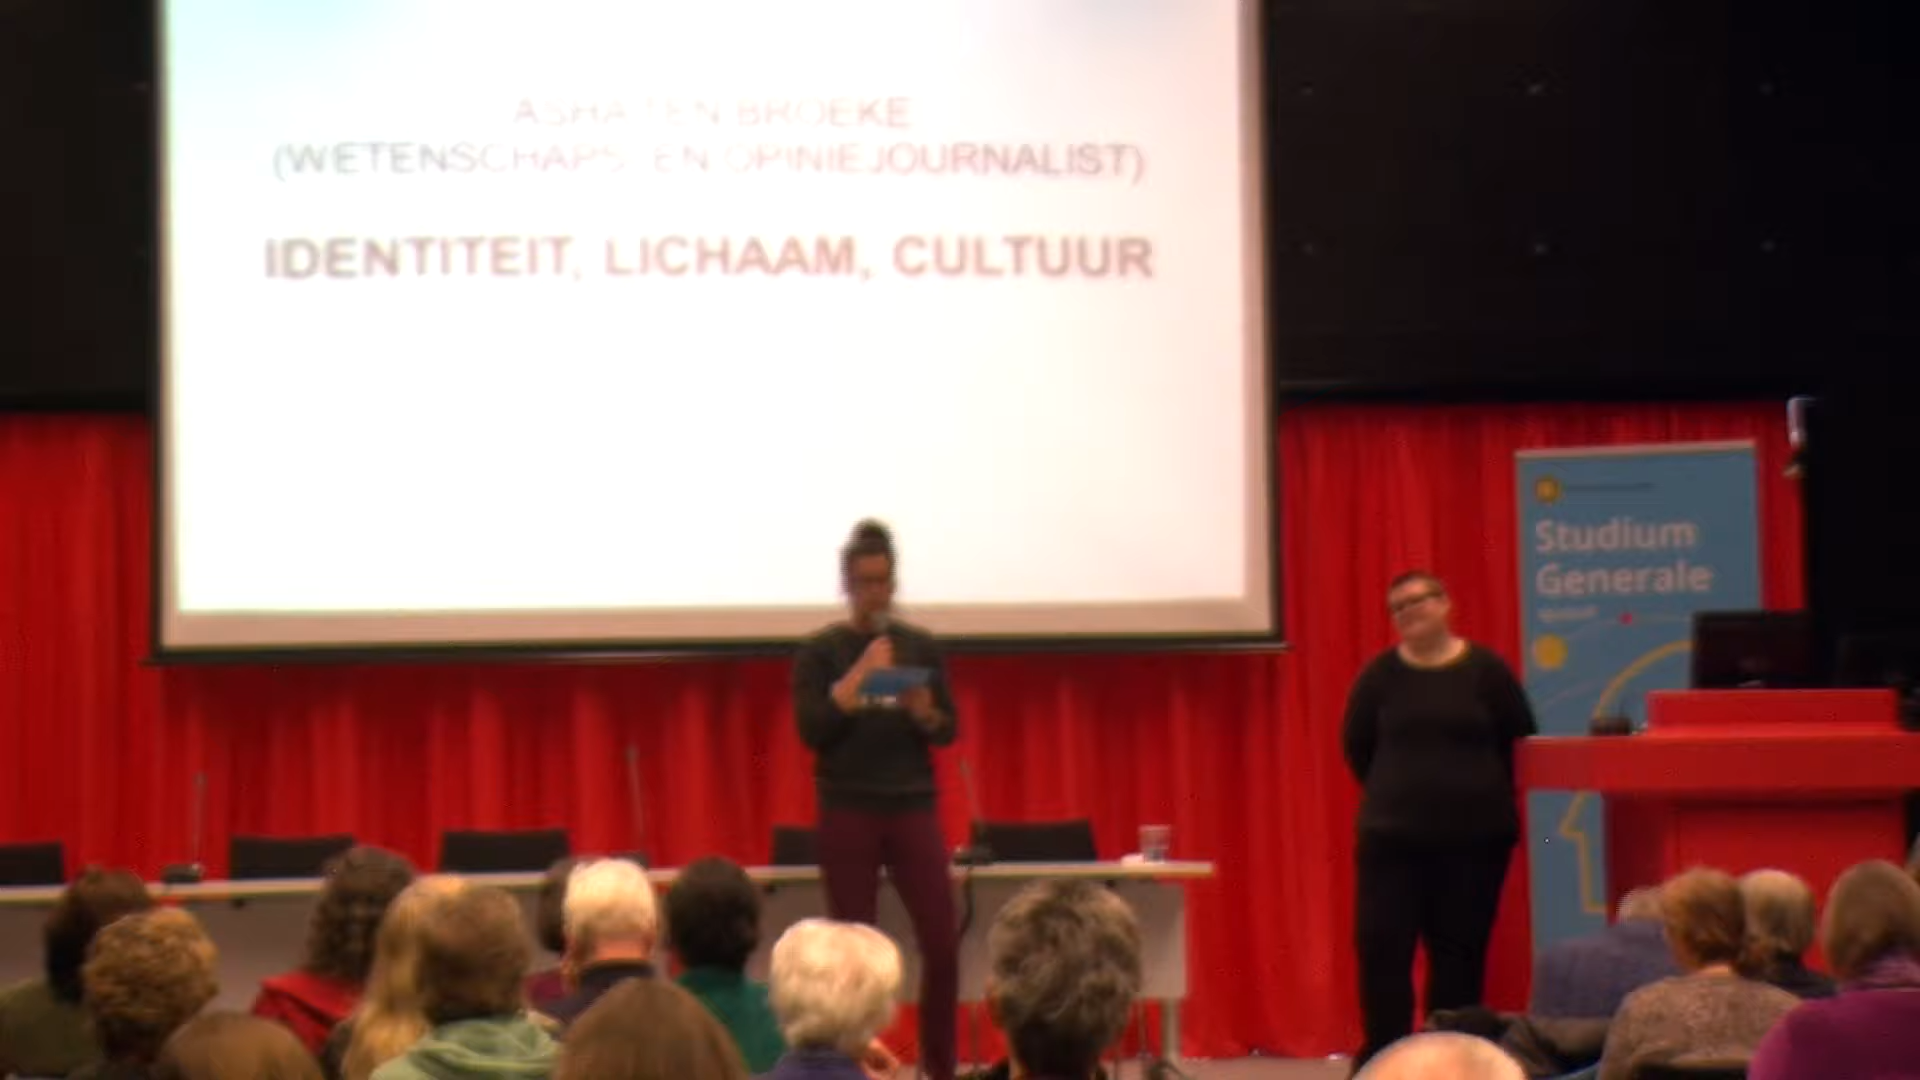 ASHA TEN BROEKE
(WETENSCHAPS- EN OPINIEJOURNALIST)
IDENTITEIT, LICHAAM, CULTUUR
Studium
Generale